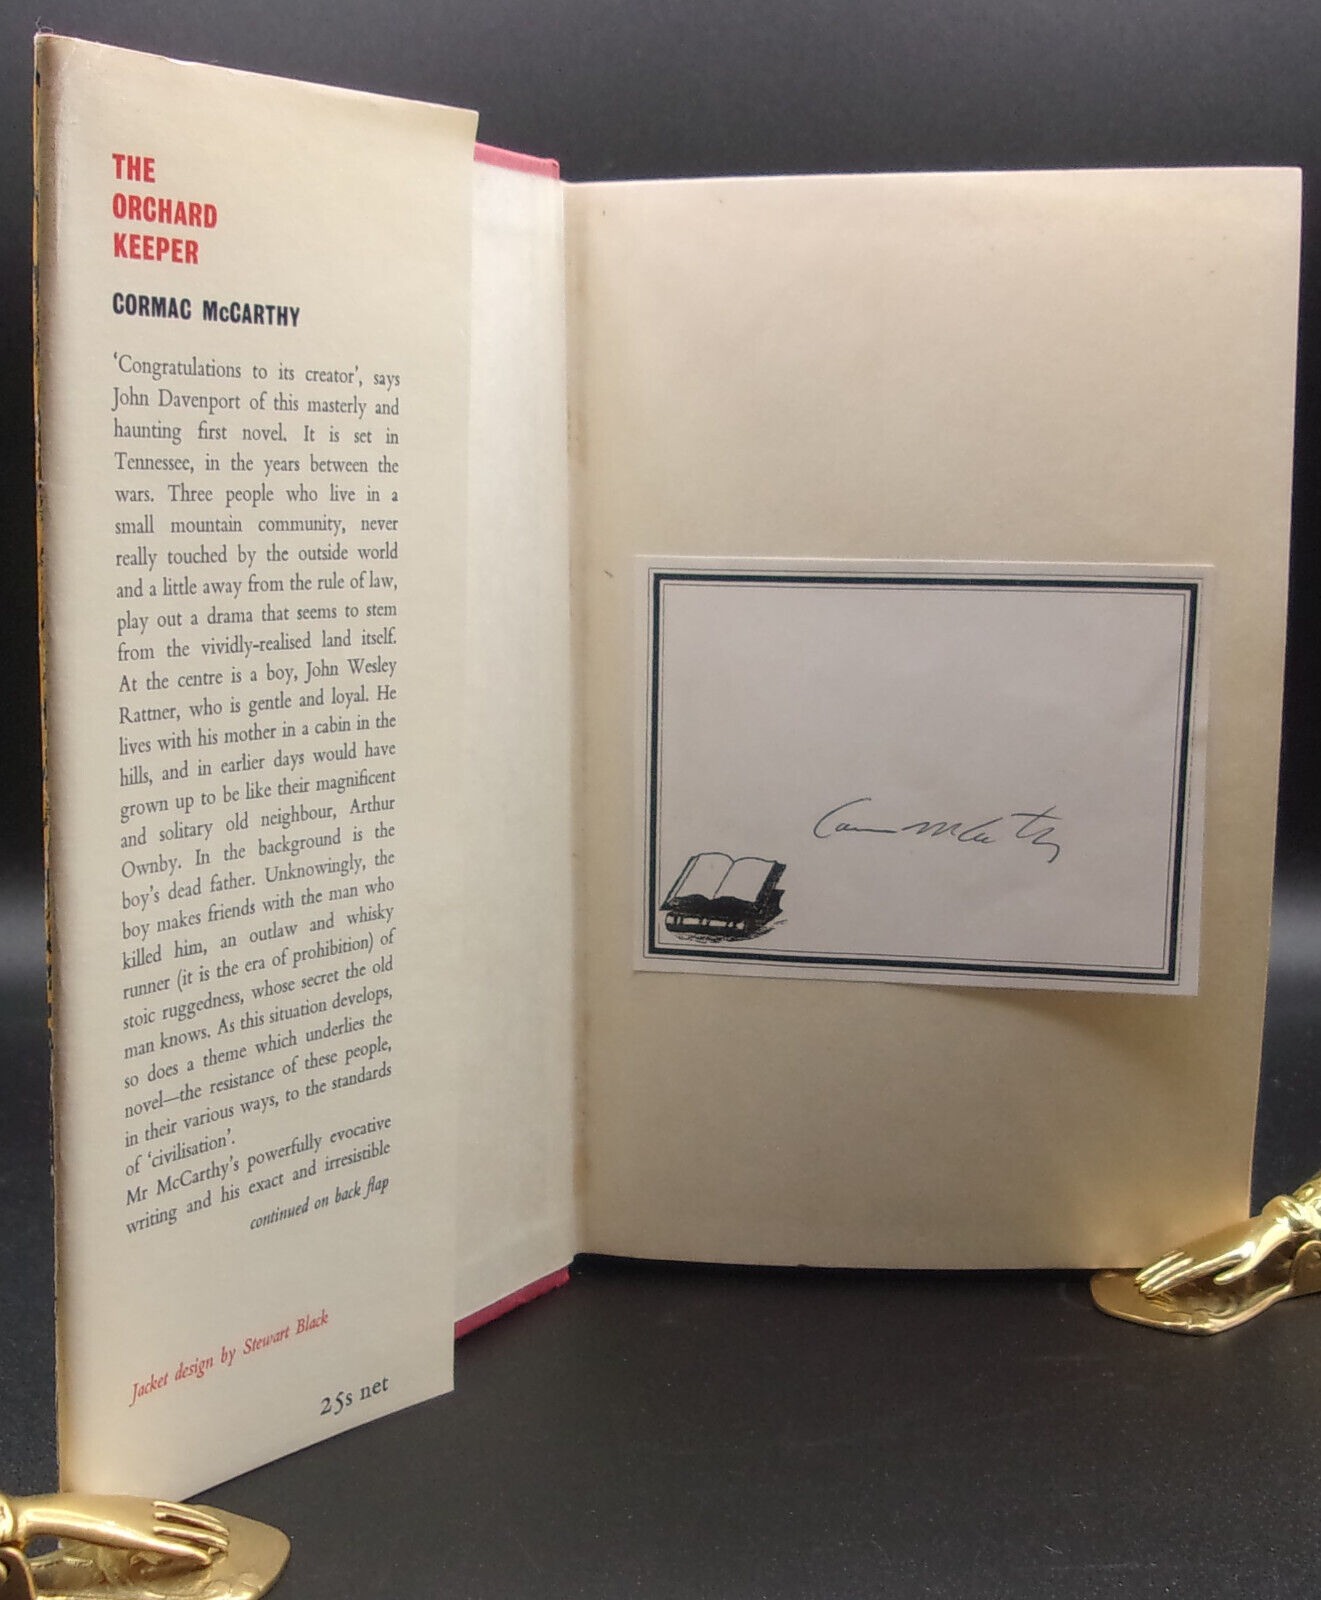 THE
ORCHARD
KEEPER
CORMAC McCARTHY
‘Congratulations to its creator’, says
John Davenport of this masterly and
haunting first novel. It is set in
Tennessee, in the years between the
wars. Three people who live in a
small mountain community, never
really touched by the outside world
and a little away from the rule of law,
play out a drama that seems to stem
from the vividly-realised land itself.
At the centre is a boy, John Wesley
Rattner, who is gentle and loyal. He
lives with his mother in a cabin in the
hills, and in earlier days would have
grown up to be like their magnificent
and solitary old neighbour, Arthur
Ownby. In the background is the
boy’s dead father. Unknowingly, the
boy makes friends with the man who
killed him, an outlaw and whisky
runner (it is the era of prohibition) of
stoic ruggedness, whose secret the old
man knows. As this situation develops,
so does a theme which underlies the
novel—the resistance of these people,
in their various ways, to the standards
of ‘civilisation’.
Mr McCarthy’s powerfully evocative
writing and his exact and irresistible
continued on back flap
Jacket design by Stewart Black
25s net
Cormac McCarthy